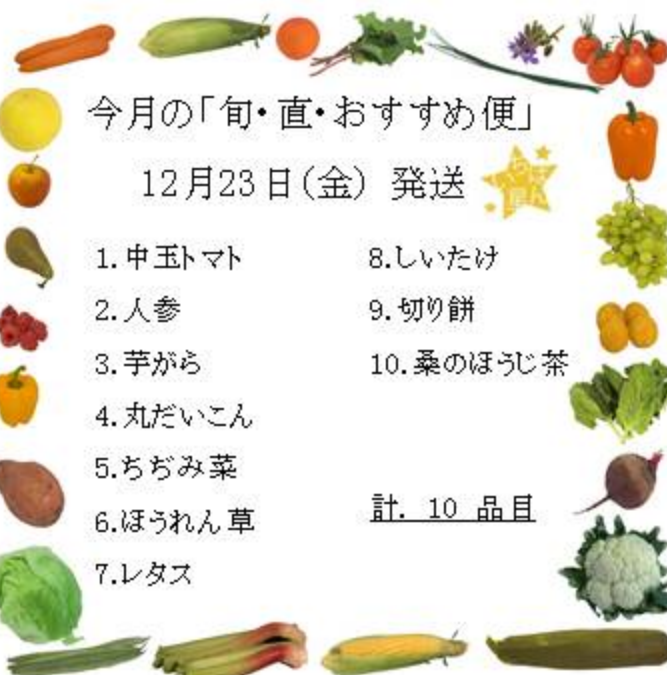 今月の「旬・直・おすすめ便」
12月23日(金) 発送
1.中玉トマト
2.人参
3.芋がら
4.丸だいこん
5.ちぢみ菜
6.ほうれん草
7.レタス
8.しいたけ
9.切り餅
10.桑のほうじ茶
計. 10 品目